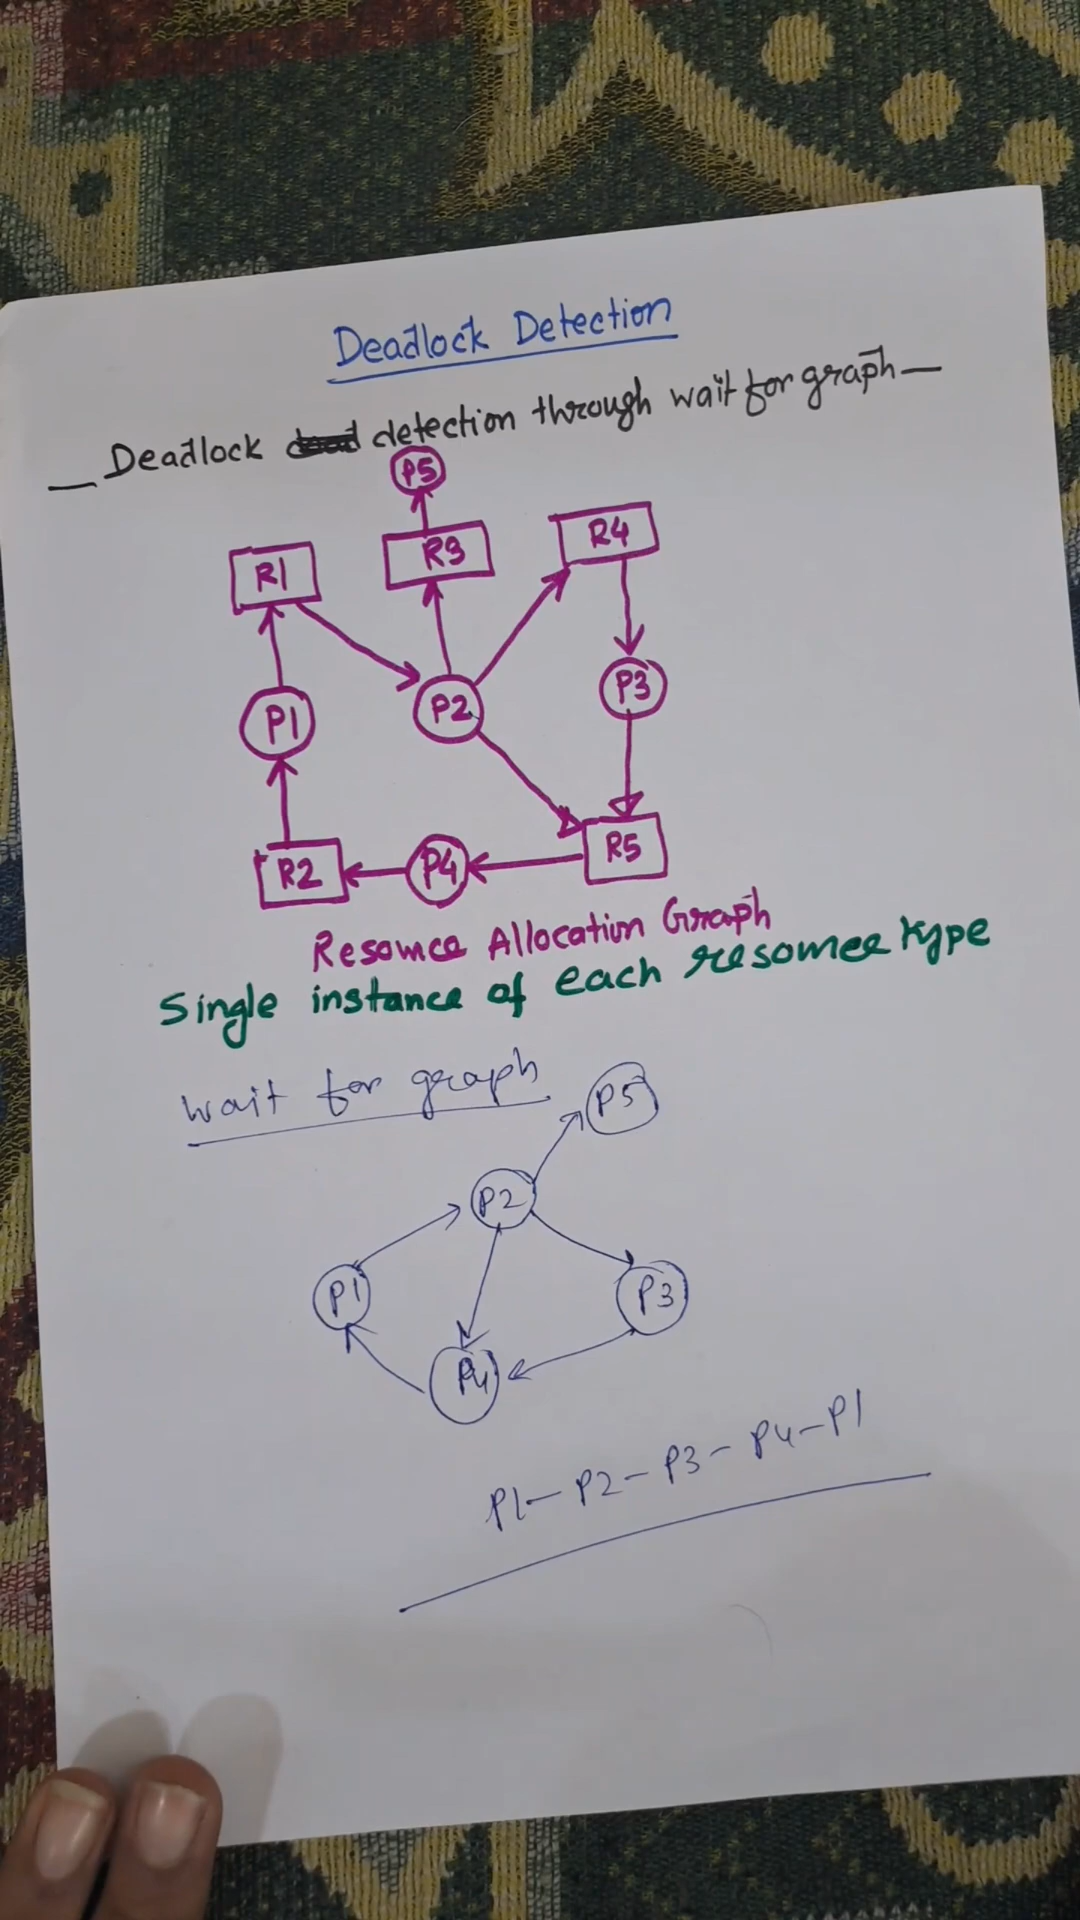 Deadlock Detection
Deadlock detection through wait for graph
P5
R1 R3 R4
P1 P2 P3
R2 P4 R5
Resource Allocation Graph
Single instance of each resource type
wait for graph
P5
P2
P1 P3
P4
P1-P2-P3-P4-P1